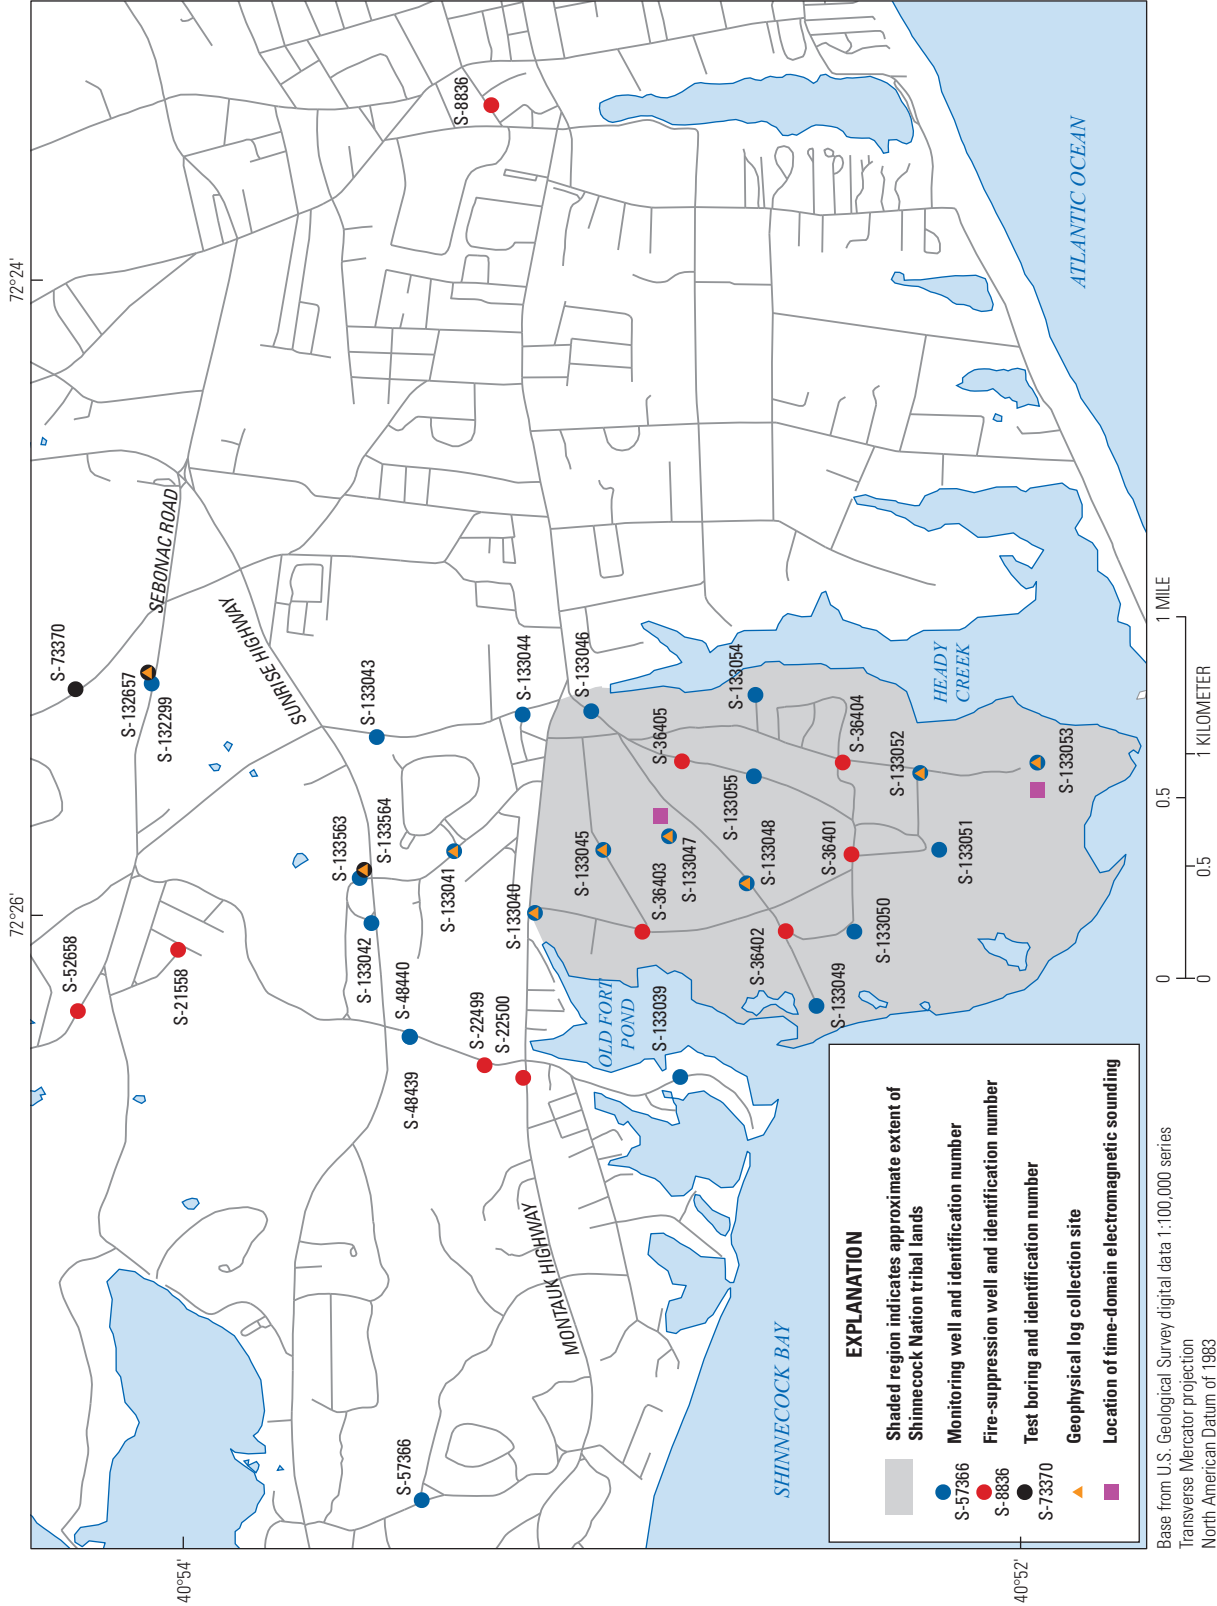 72°26'
72°24'
40°54'
40°52'
S-52658
S-21558
S-73370
S-132657
S-132299
SEBONAC ROAD
SUNRISE HIGHWAY
S-8836
S-133563
S-133564
S-133042
S-133043
S-133041
S-133044
S-133040
S-133046
S-48440
S-48439
S-22499
S-22500
S-57366
MONTAUK HIGHWAY
OLD FORT
POND
S-133039
S-133045
S-36403
S-133047
S-36405
S-133055
S-133054
S-133048
S-36401
S-36402
S-36404
S-133049
S-133050
S-133051
S-133052
S-133053
HEADY
CREEK
SHINNECOCK BAY
ATLANTIC OCEAN
EXPLANATION
Shaded region indicates approximate extent of
Shinnecock Nation tribal lands
S-57366
Monitoring well and identification number
S-8836
Fire-suppression well and identification number
S-73370
Test boring and identification number
Geophysical log collection site
Location of time-domain electromagnetic sounding
0
0.5
1 MILE
0
0.5
1 KILOMETER
Base from U.S. Geological Survey digital data 1:100,000 series
Transverse Mercator projection
North American Datum of 1983